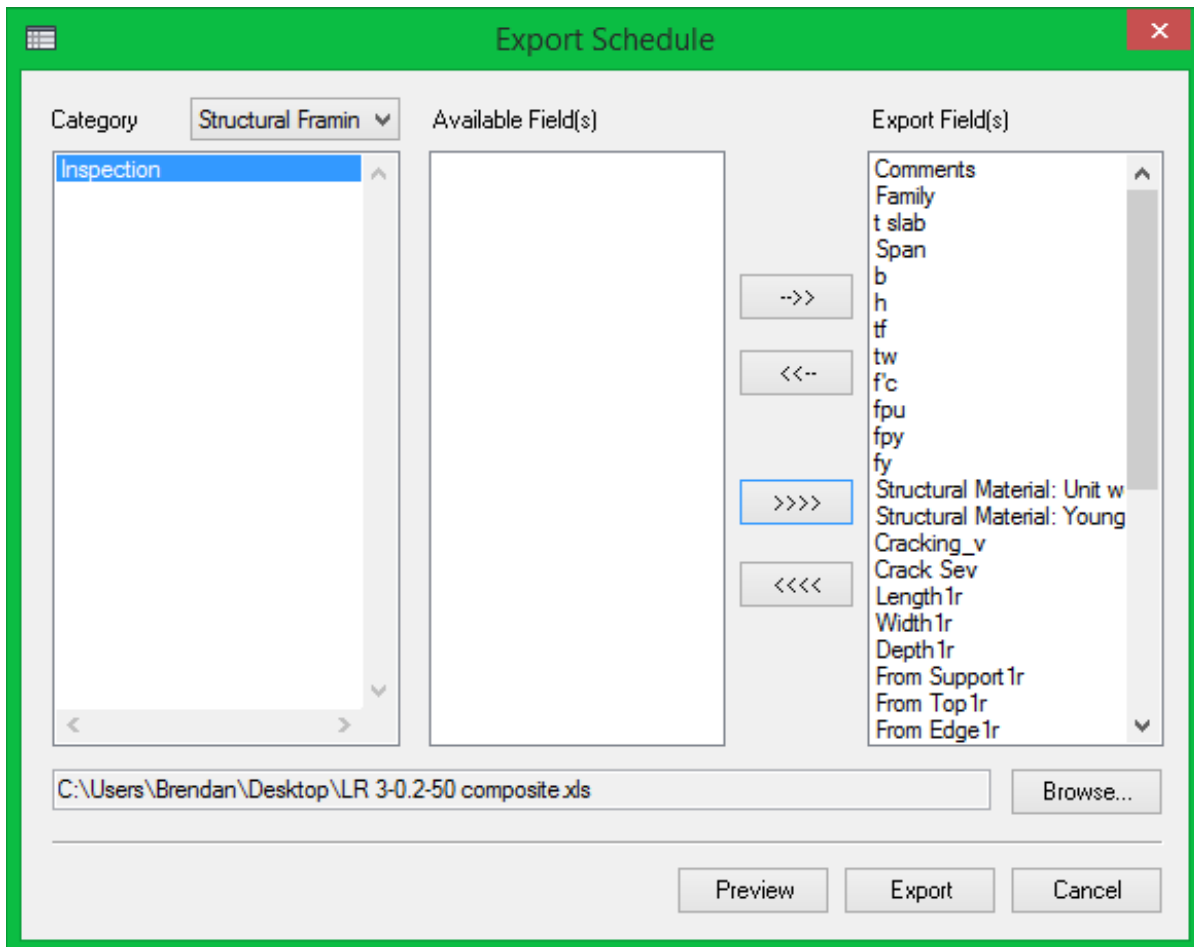 Export Schedule
Category
Structural Framin
Available Field(s)
Export Field(s)
Inspection
Comments
Family
t slab
Span
b
h
tf
tw
f'c
fpu
fpy
fy
Structural Material: Unit w
Structural Material: Young
Cracking_v
Crack Sev
Length1r
Width1r
Depth1r
From Support1r
From Top1r
From Edge1r
-->>
<<--
>>>>
<<<<
C:\Users\Brendan\Desktop\LR 3-0.2-50 composite.xls
Browse...
Preview
Export
Cancel